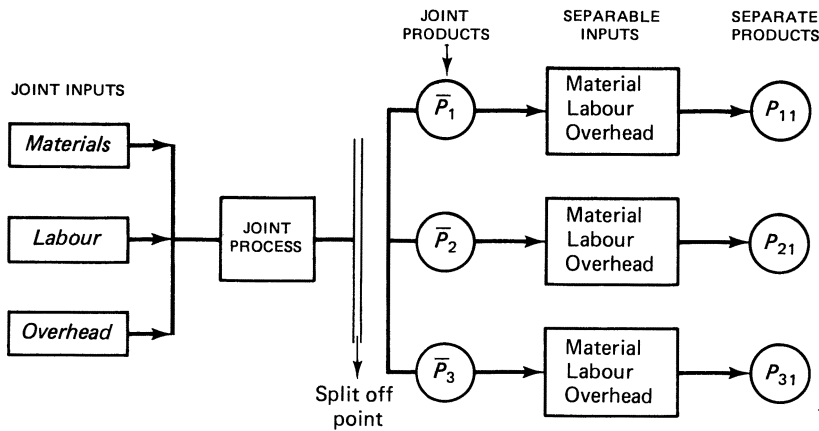 JOINT
PRODUCTS
SEPARABLE
INPUTS
SEPARATE
PRODUCTS
JOINT INPUTS
Materials
Labour
Overhead
JOINT
PROCESS
Split off
point
P̅₁
Material
Labour
Overhead
P₁₁
P̅₂
Material
Labour
Overhead
P₂₁
P̅₃
Material
Labour
Overhead
P₃₁